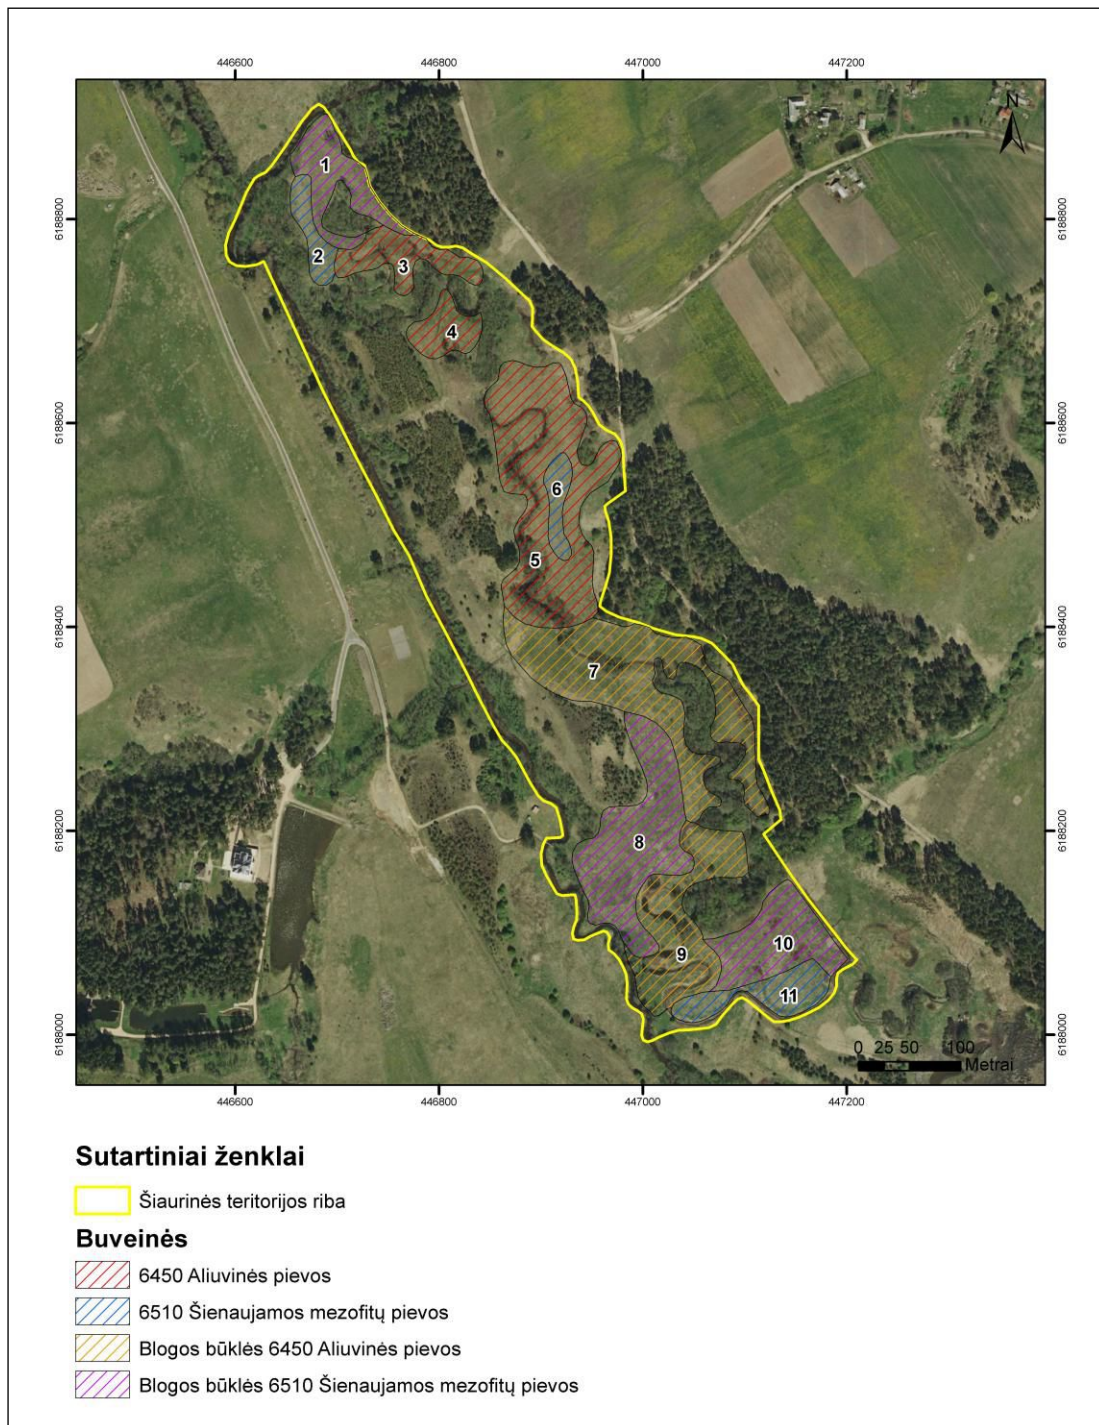 446600 446800 447000 447200
N
6188800 6188800
6188600 6188600
6188400 6188400
6188200 6188200
6188000 6188000
1
2
3
4
6
5
7
8
9
10
11
0 25 50 100
Metrai
446600 446800 447000 447200
Sutartiniai ženklai
Šiaurinės teritorijos riba
Buveinės
6450 Aliuvinės pievos
6510 Šienaujamos mezofitų pievos
Blogos būklės 6450 Aliuvinės pievos
Blogos būklės 6510 Šienaujamos mezofitų pievos